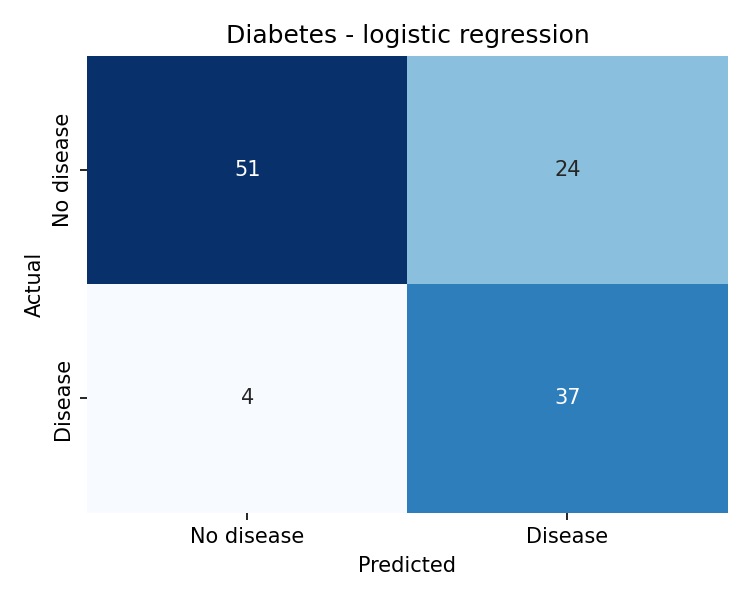 Diabetes - logistic regression
No disease
51
24
Actual
Disease
4
37
No disease
Disease
Predicted